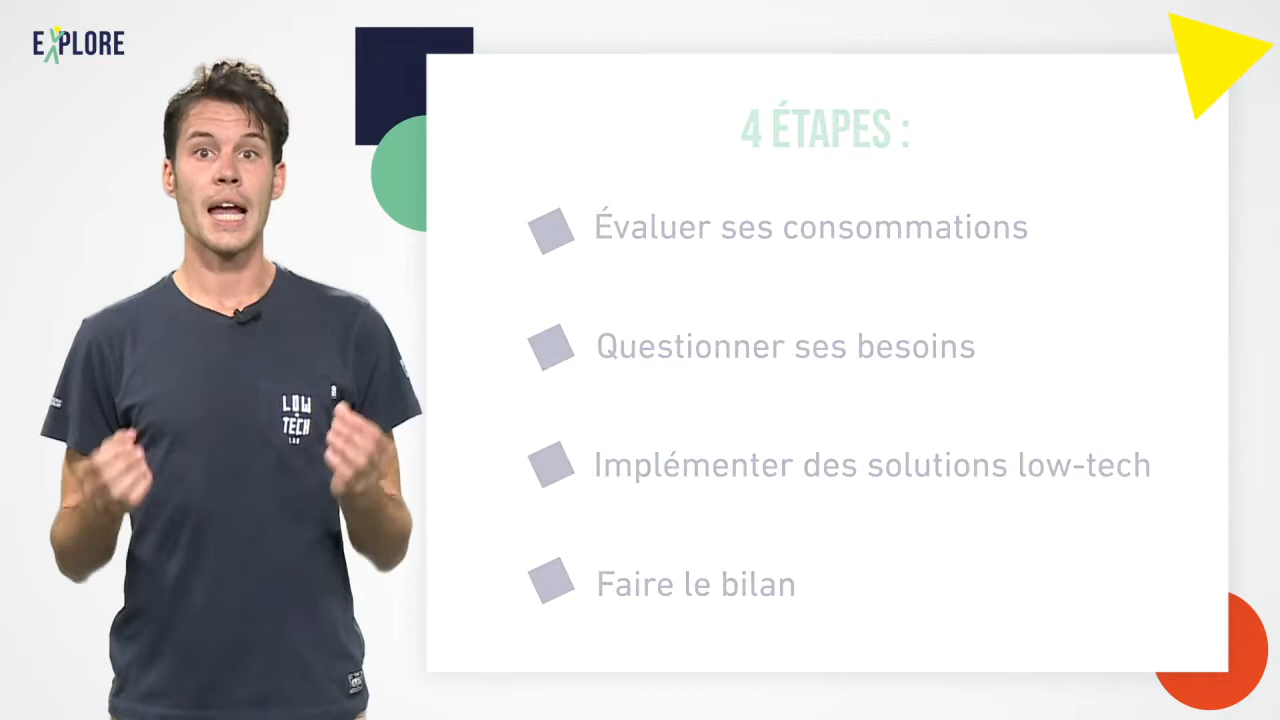 EXPLORE
4 ÉTAPES :
Évaluer ses consommations
Questionner ses besoins
Implémenter des solutions low-tech
Faire le bilan
LOW
TECH
LAB